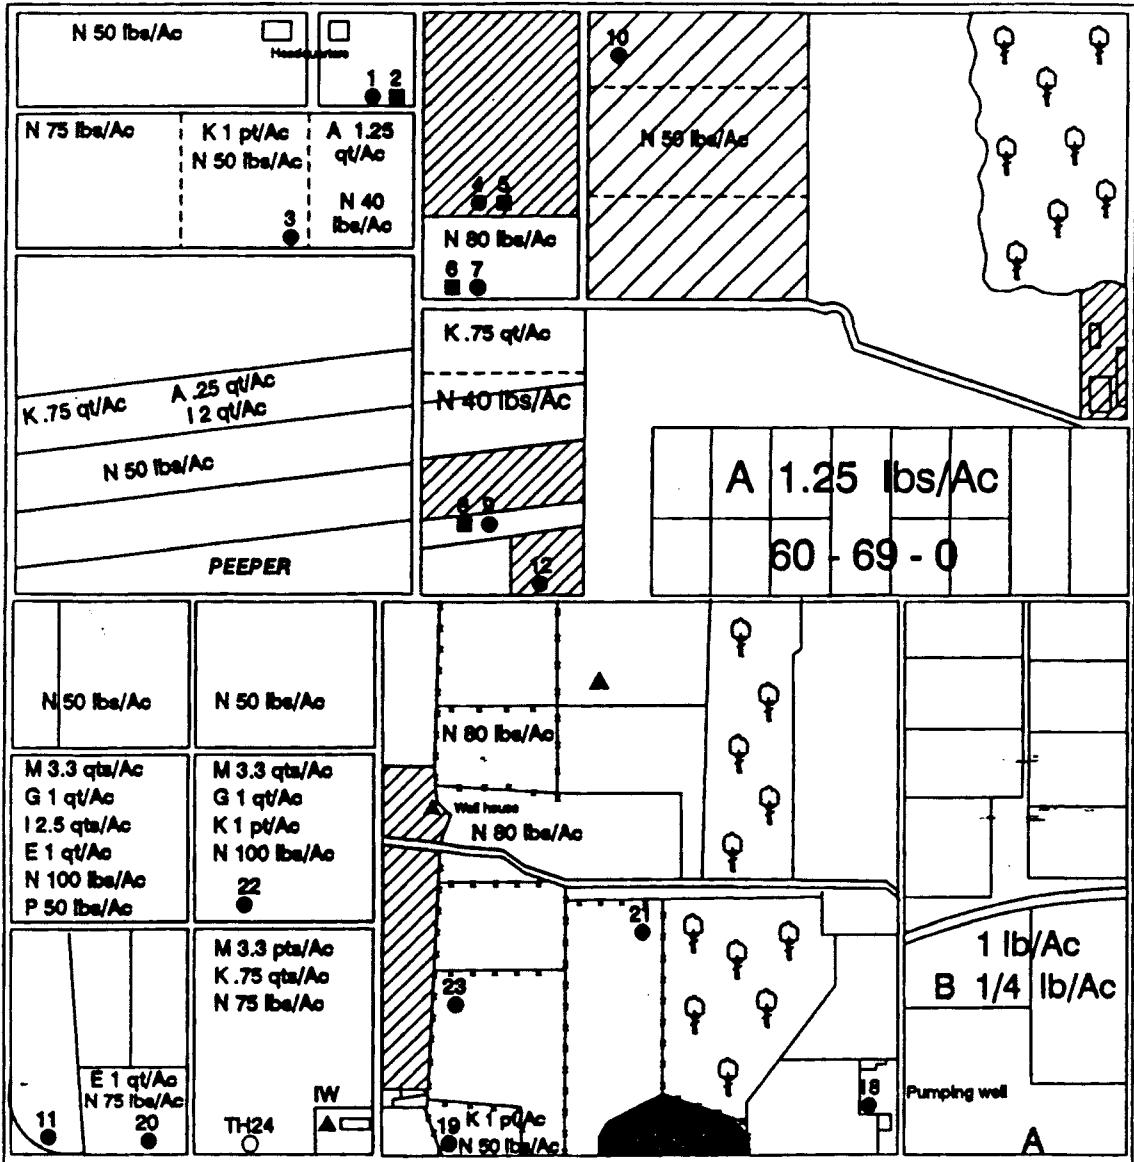 N 50 lbs/Ac
Headquarters
1 2
10
N 75 lbs/Ac
K 1 pt/Ac
N 50 lbs/Ac
3
A 1.25
qt/Ac
N 40
lbs/Ac
4 5
N 80 lbs/Ac
6 7
N 50 lbs/Ac
K .75 qt/Ac
N 40 lbs/Ac
K .75 qt/Ac
A .25 qt/Ac
I 2 qt/Ac
N 50 lbs/Ac
PEEPER
8 9
12
A 1.25 lbs/Ac
60 - 69 - 0
N 50 lbs/Ac
N 50 lbs/Ac
N 80 lbs/Ac
Well house
N 80 lbs/Ac
M 3.3 qts/Ac
G 1 qt/Ac
I 2.5 qts/Ac
E 1 qt/Ac
N 100 lbs/Ac
P 50 lbs/Ac
M 3.3 qts/Ac
G 1 qt/Ac
K 1 pt/Ac
N 100 lbs/Ac
22
21
1 lb/Ac
B 1/4 lb/Ac
M 3.3 pts/Ac
K .75 qts/Ac
N 75 lbs/Ac
23
E 1 qt/Ac
N 75 lbs/Ac
11
20
IW
TH24
19
K 1 pt/Ac
N 50 lbs/Ac
18
Pumping well
A